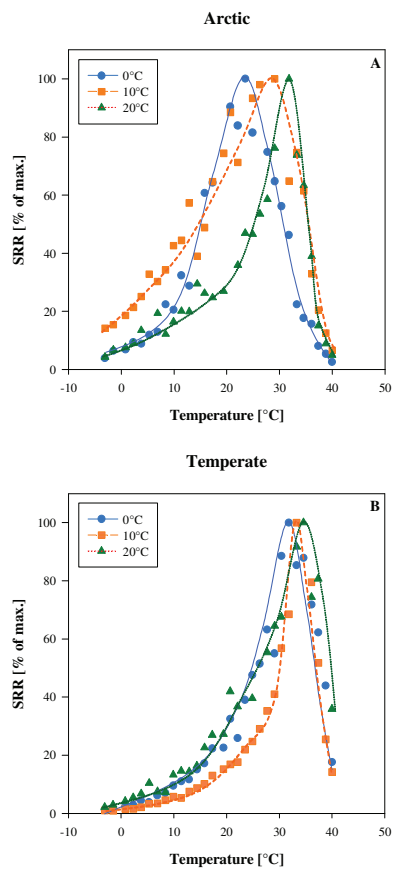 Arctic
A
0°C
10°C
20°C
SRR [% of max.]
100
80
60
40
20
0
-10 0 10 20 30 40 50
Temperature [°C]
Temperate
B
0°C
10°C
20°C
SRR [% of max.]
100
80
60
40
20
0
-10 0 10 20 30 40 50
Temperature [°C]